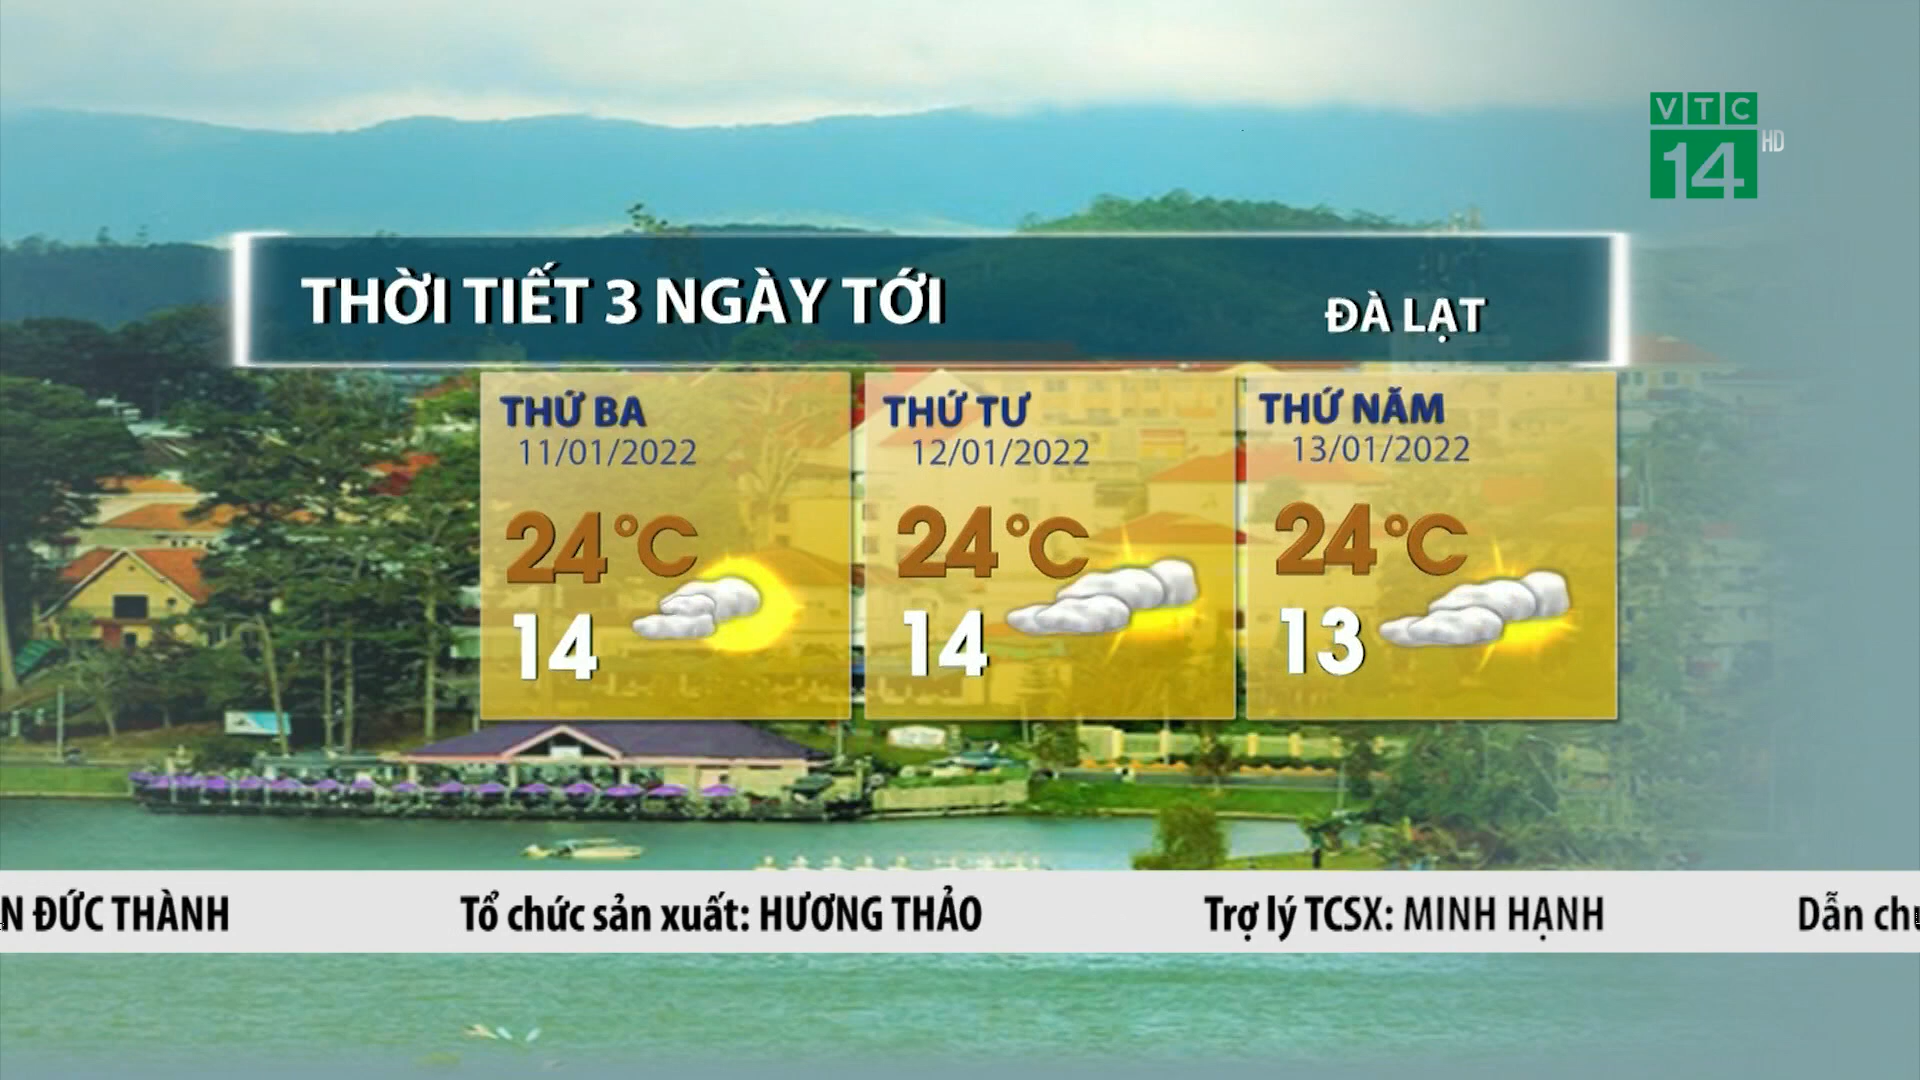 VTC
14 HD
THỜI TIẾT 3 NGÀY TỚI
ĐÀ LẠT
THỨ BA
11/01/2022
24°C
14
THỨ TƯ
12/01/2022
24°C
14
THỨ NĂM
13/01/2022
24°C
13
N ĐỨC THÀNH Tổ chức sản xuất: HƯƠNG THẢO Trợ lý TCSX: MINH HẠNH Dẫn